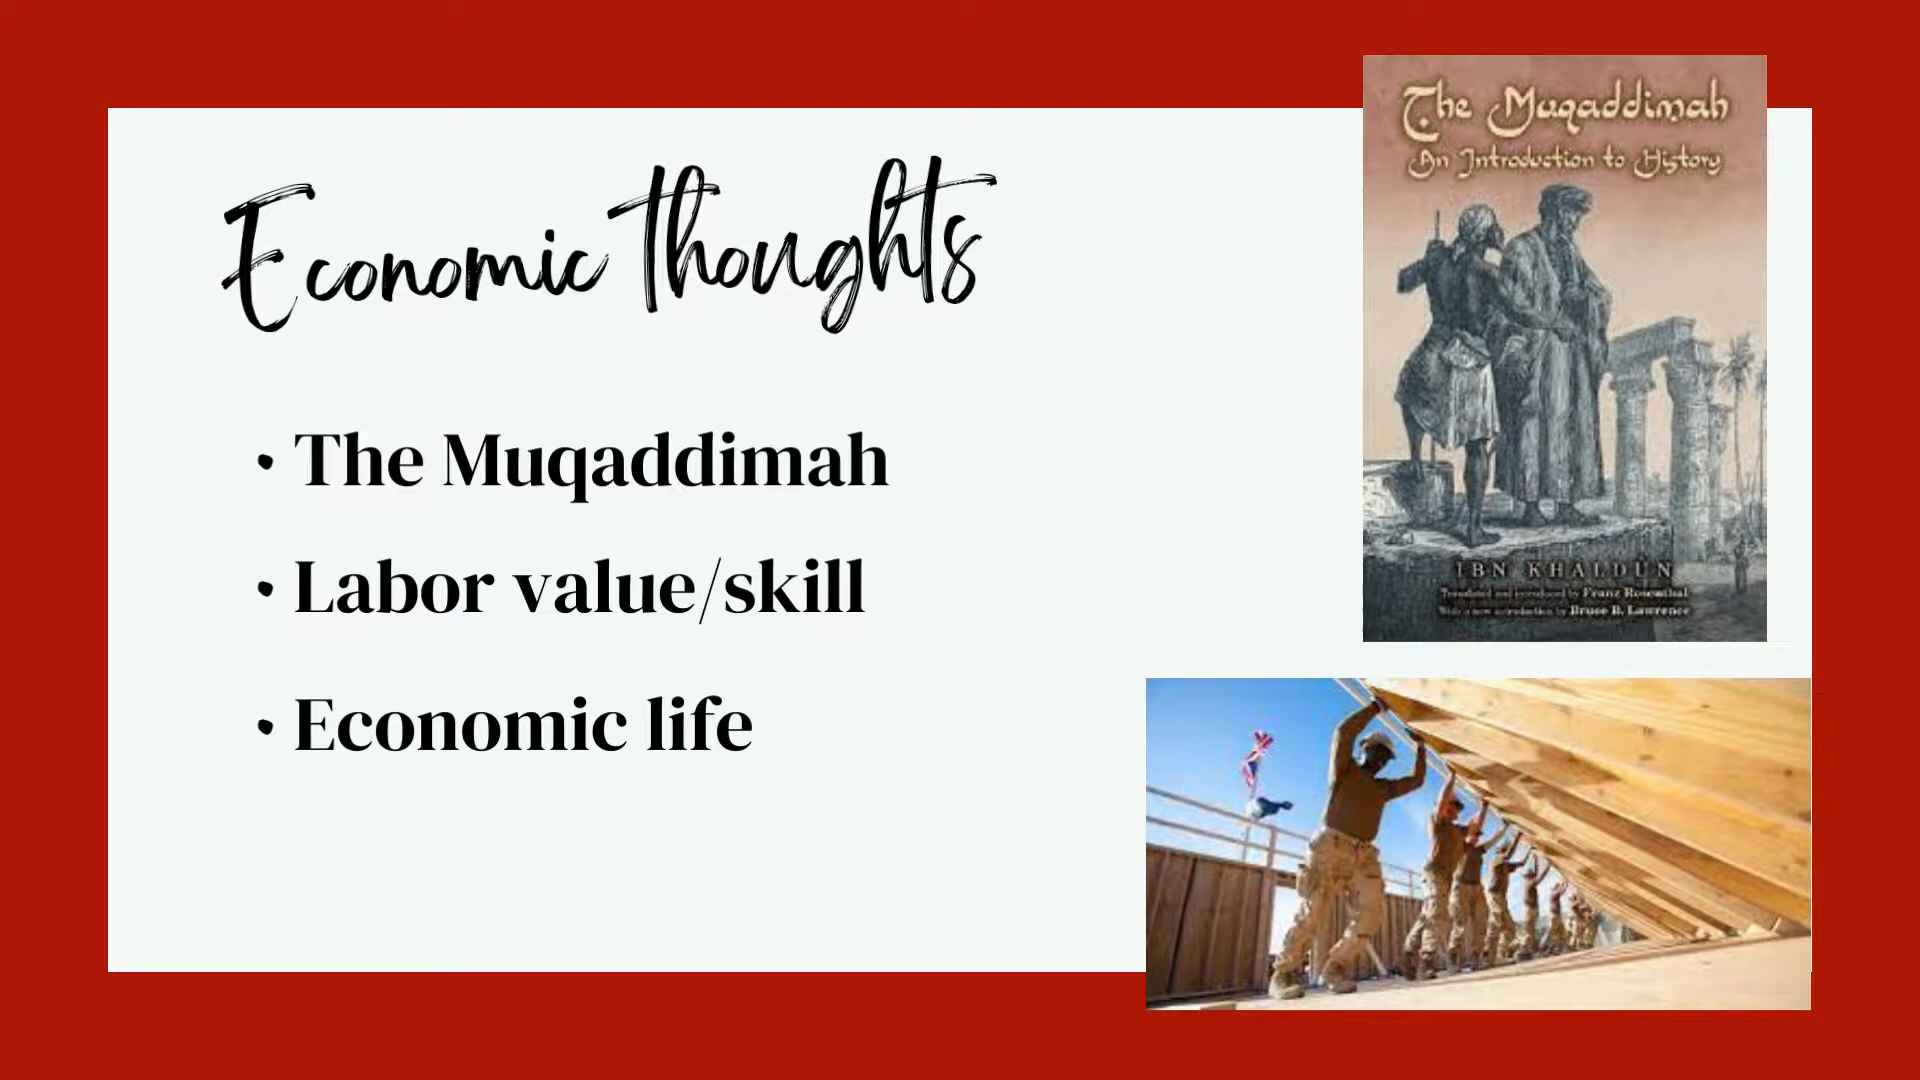 Economic Thoughts
• The Muqaddimah
• Labor value/skill
• Economic life
The Muqaddimah
An Introduction to History
IBN KHALDÛN
Translated and introduced by Franz Rosenthal
With a new introduction by Bruce B. Lawrence